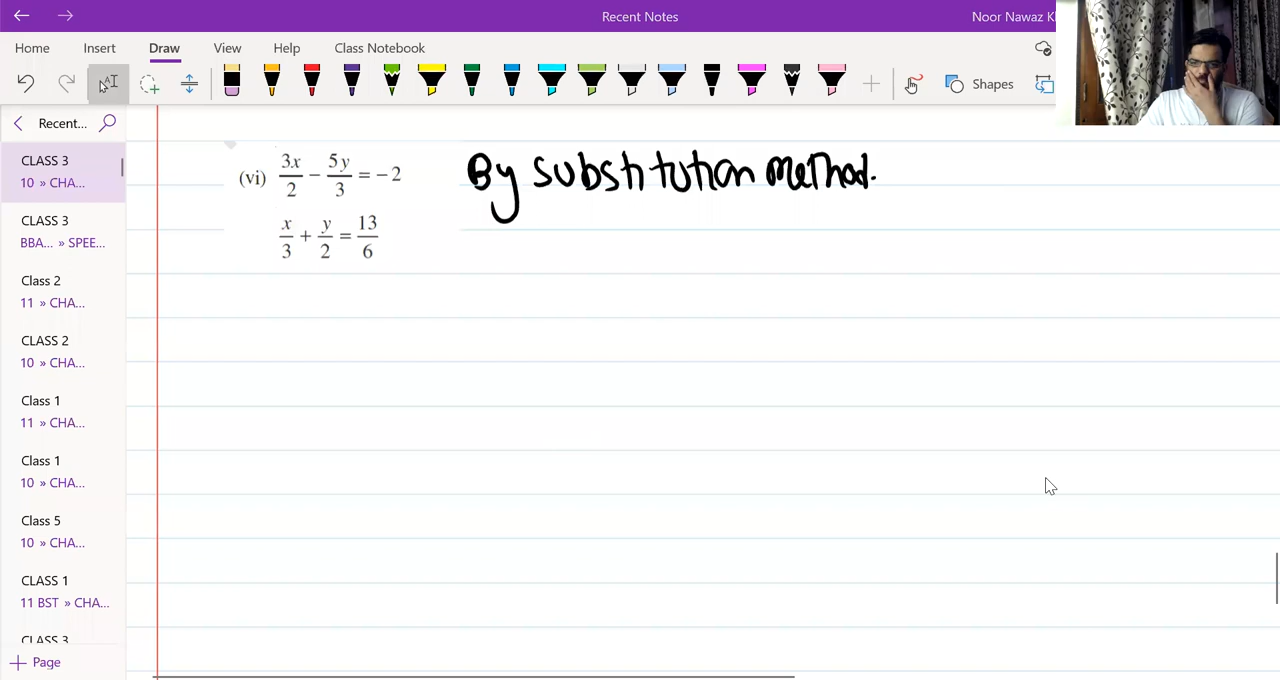 Recent Notes
Noor Nawaz
Home Insert Draw View Help Class Notebook
Shapes
Recent...
CLASS 3
10 » CHA...
CLASS 3
BBA... » SPEE...
Class 2
11 » CHA...
CLASS 2
10 » CHA...
Class 1
11 » CHA...
Class 1
10 » CHA...
Class 5
10 » CHA...
CLASS 1
11 BST » CHA...
CLASS 3
+ Page
(vi) 3x/2 − 5y/3 = −2
x/3 + y/2 = 13/6
By substitution method.